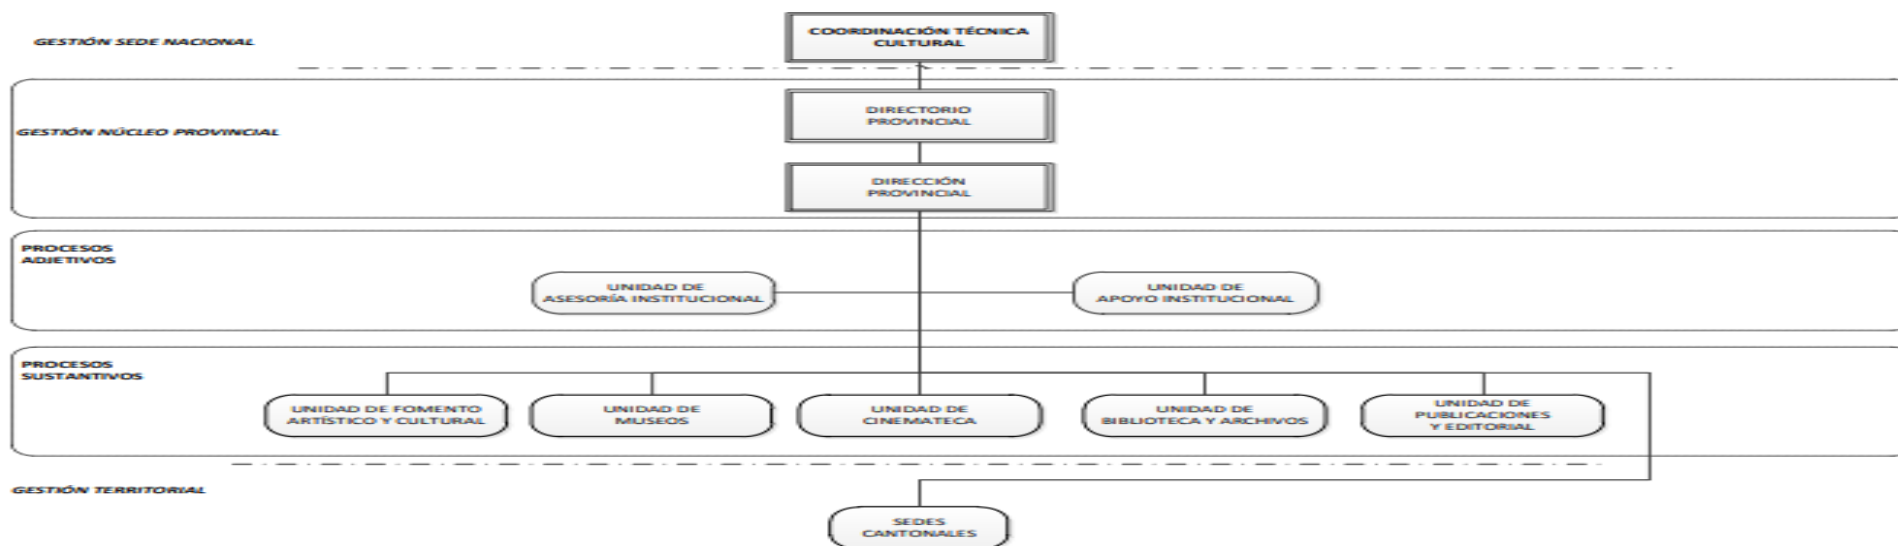 GESTIÓN SEDE NACIONAL
COORDINACIÓN TÉCNICA
CULTURAL
GESTIÓN NÚCLEO PROVINCIAL
DIRECTORIO
PROVINCIAL
DIRECCIÓN
PROVINCIAL
PROCESOS
ADJETIVOS
UNIDAD DE
ASESORÍA INSTITUCIONAL
UNIDAD DE
APOYO INSTITUCIONAL
PROCESOS
SUSTANTIVOS
UNIDAD DE FOMENTO
ARTÍSTICO Y CULTURAL
UNIDAD DE
MUSEOS
UNIDAD DE
CINEMATECA
UNIDAD DE
BIBLIOTECA Y ARCHIVOS
UNIDAD DE
PUBLICACIONES
Y EDITORIAL
GESTIÓN TERRITORIAL
SEDES
CANTONALES